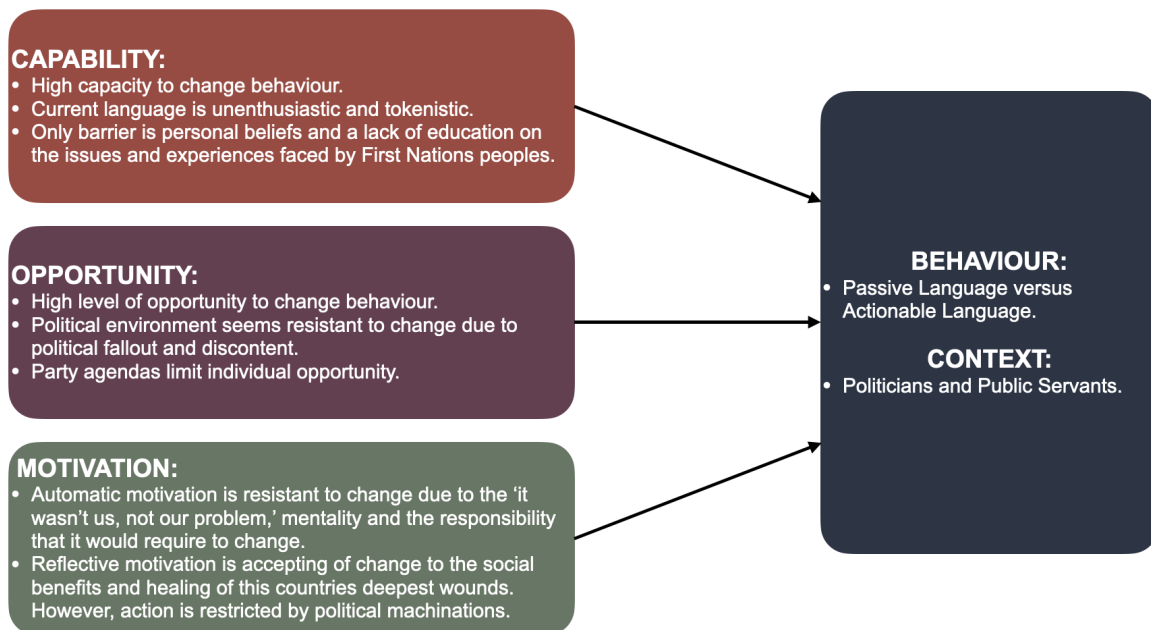 CAPABILITY:
• High capacity to change behaviour.
• Current language is unenthusiastic and tokenistic.
• Only barrier is personal beliefs and a lack of education on
the issues and experiences faced by First Nations peoples.
OPPORTUNITY:
• High level of opportunity to change behaviour.
• Political environment seems resistant to change due to
political fallout and discontent.
• Party agendas limit individual opportunity.
MOTIVATION:
• Automatic motivation is resistant to change due to the ‘it
wasn’t us, not our problem,’ mentality and the responsibility
that it would require to change.
• Reflective motivation is accepting of change to the social
benefits and healing of this countries deepest wounds.
However, action is restricted by political machinations.
BEHAVIOUR:
• Passive Language versus
Actionable Language.
CONTEXT:
• Politicians and Public Servants.